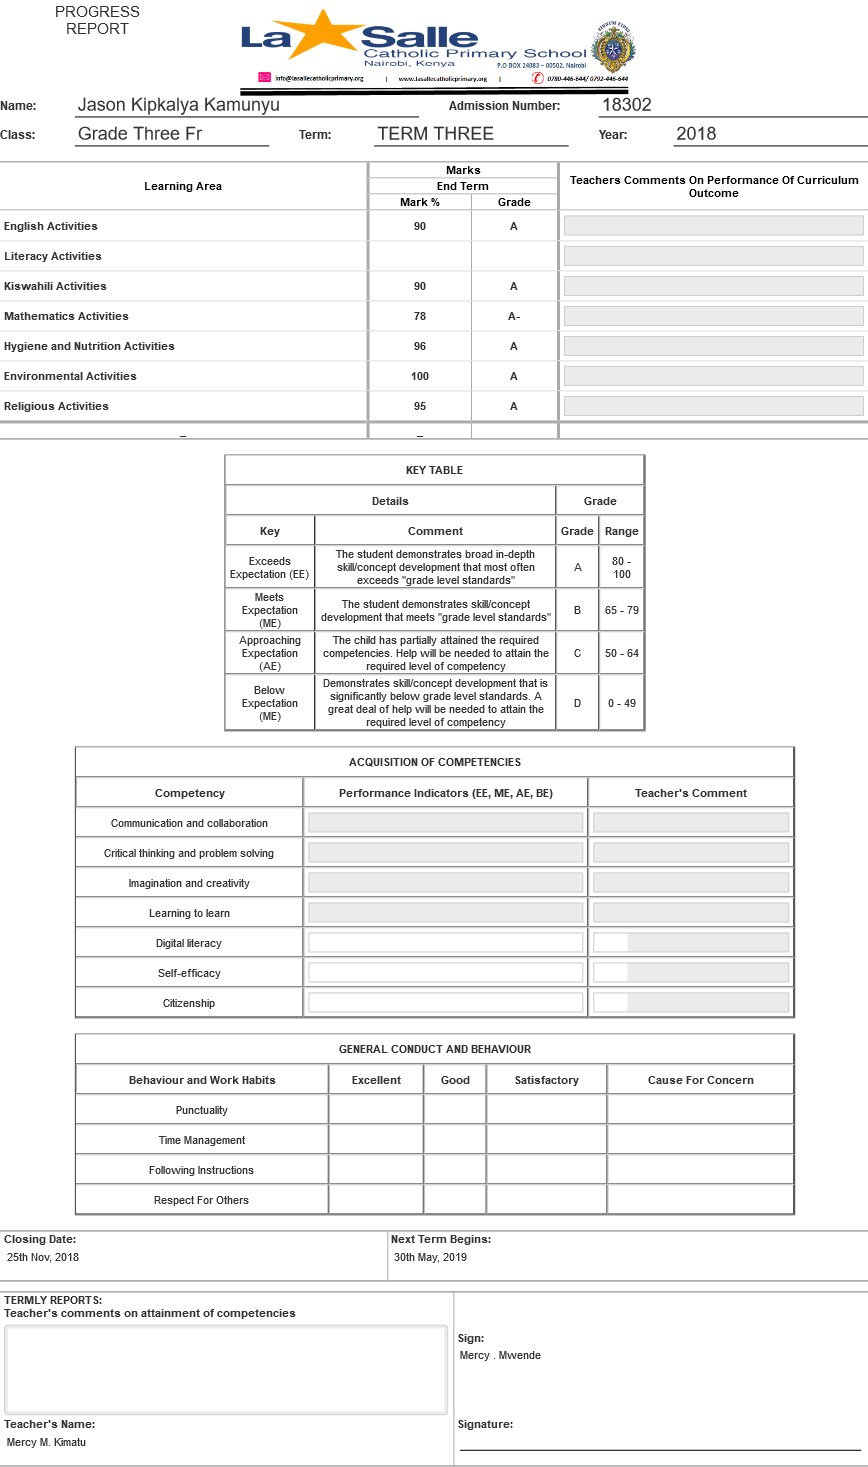 PROGRESS
REPORT
La Salle
Catholic Primary School
Nairobi, Kenya
P.O BOX 24083 – 00502, Nairobi
info@lasallecatholicprimary.org | www.lasallecatholicprimary.org | 0780-446-644/ 0792-446-644
Name: Jason Kipkalya Kamunyu Admission Number: 18302
Class: Grade Three Fr Term: TERM THREE Year: 2018
Learning Area
Marks
End Term
Mark % Grade
Teachers Comments On Performance Of Curriculum
Outcome
English Activities 90 A
Literacy Activities
Kiswahili Activities 90 A
Mathematics Activities 78 A-
Hygiene and Nutrition Activities 96 A
Environmental Activities 100 A
Religious Activities 95 A
_ _
KEY TABLE
Details Grade
Key Comment Grade Range
Exceeds
Expectation (EE)
The student demonstrates broad in-depth
skill/concept development that most often
exceeds "grade level standards"
A
80 -
100
Meets
Expectation
(ME)
The student demonstrates skill/concept
development that meets "grade level standards"
B
65 - 79
Approaching
Expectation
(AE)
The child has partially attained the required
competencies. Help will be needed to attain the
required level of competency
C
50 - 64
Below
Expectation
(ME)
Demonstrates skill/concept development that is
significantly below grade level standards. A
great deal of help will be needed to attain the
required level of competency
D
0 - 49
ACQUISITION OF COMPETENCIES
Competency Performance Indicators (EE, ME, AE, BE) Teacher's Comment
Communication and collaboration
Critical thinking and problem solving
Imagination and creativity
Learning to learn
Digital literacy
Self-efficacy
Citizenship
GENERAL CONDUCT AND BEHAVIOUR
Behaviour and Work Habits Excellent Good Satisfactory Cause For Concern
Punctuality
Time Management
Following Instructions
Respect For Others
Closing Date: Next Term Begins:
25th Nov, 2018 30th May, 2019
TERMLY REPORTS:
Teacher's comments on attainment of competencies
Sign:
Mercy . Mwende
Teacher's Name: Signature:
Mercy M. Kimatu